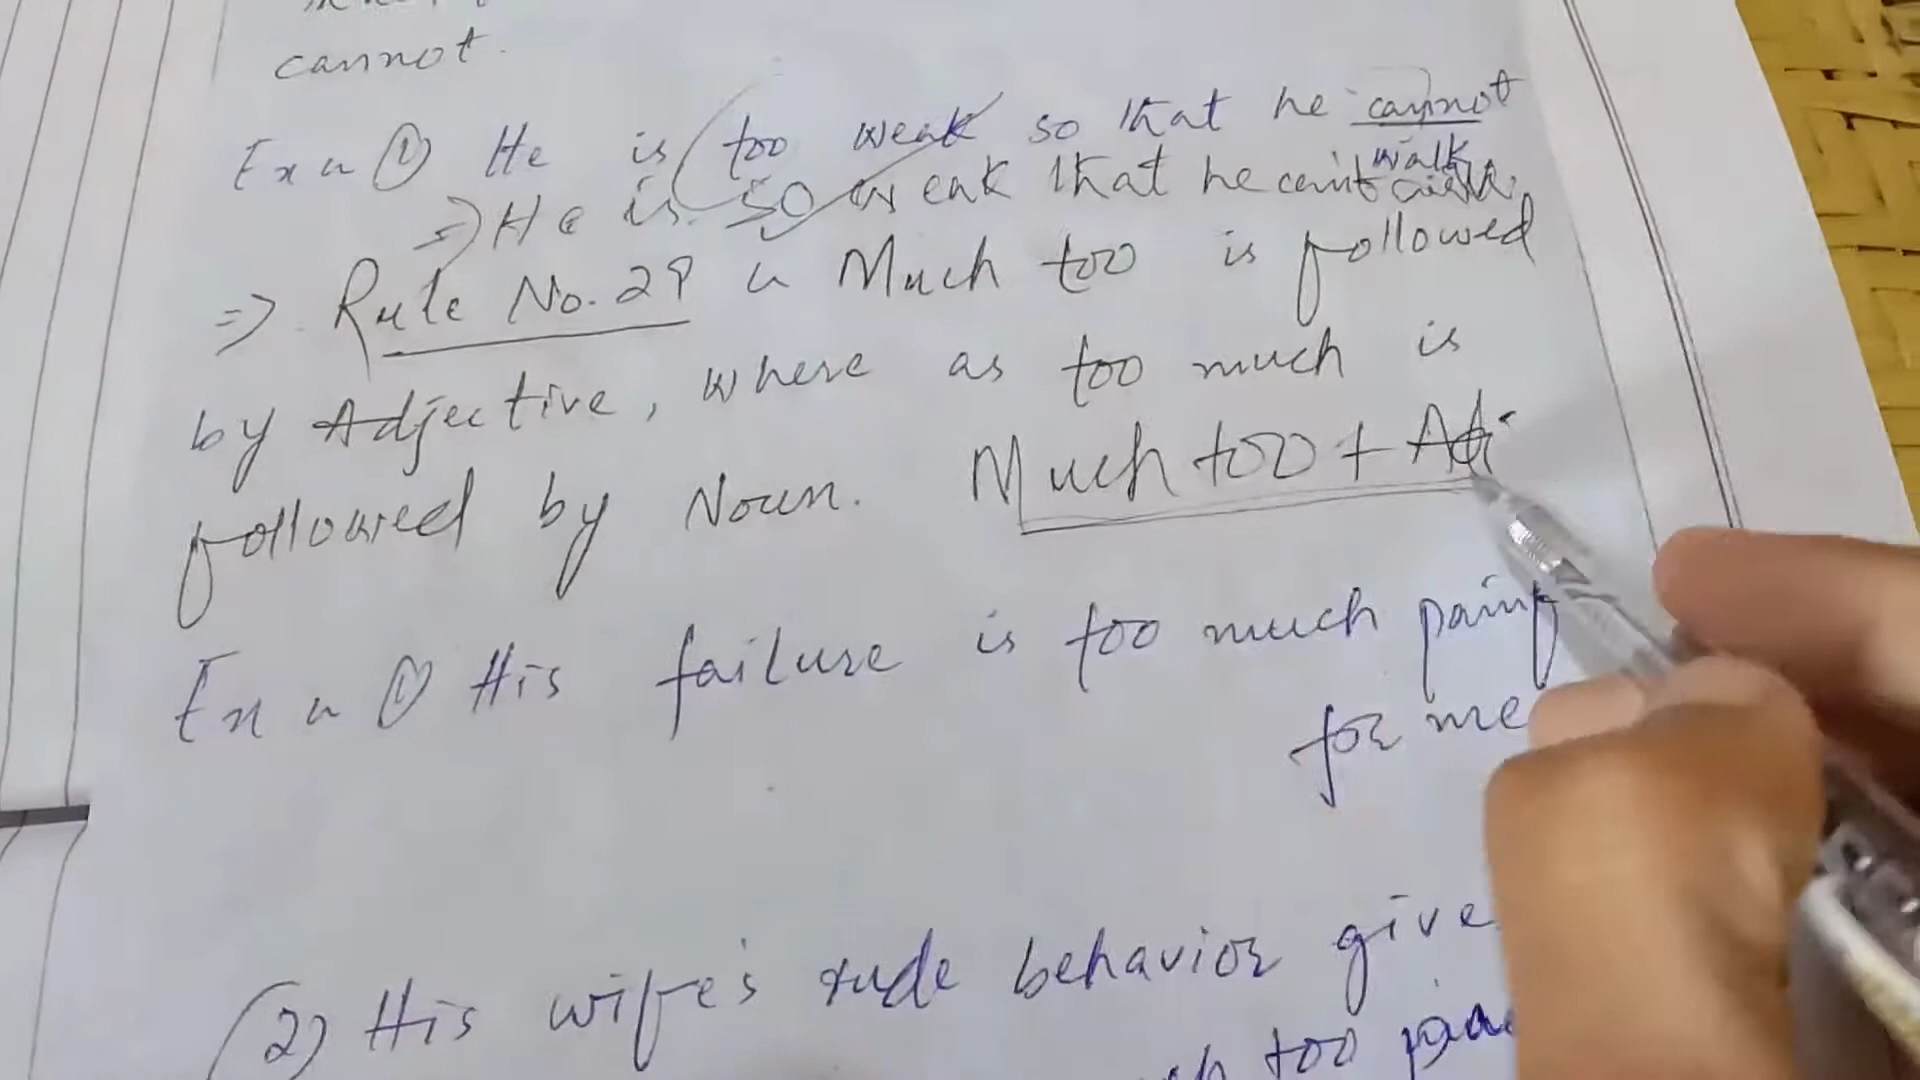 cannot.
Ex ① He is too weak so that he cannot
walk
⇒ He is so weak that he can't
⇒ Rule No. 29 Much too is followed
by Adjective, where as too much is
followed by Noun. Much too + Adj
Ex ① His failure is too much painf
for me
(2) His wife's rude behavior give
too